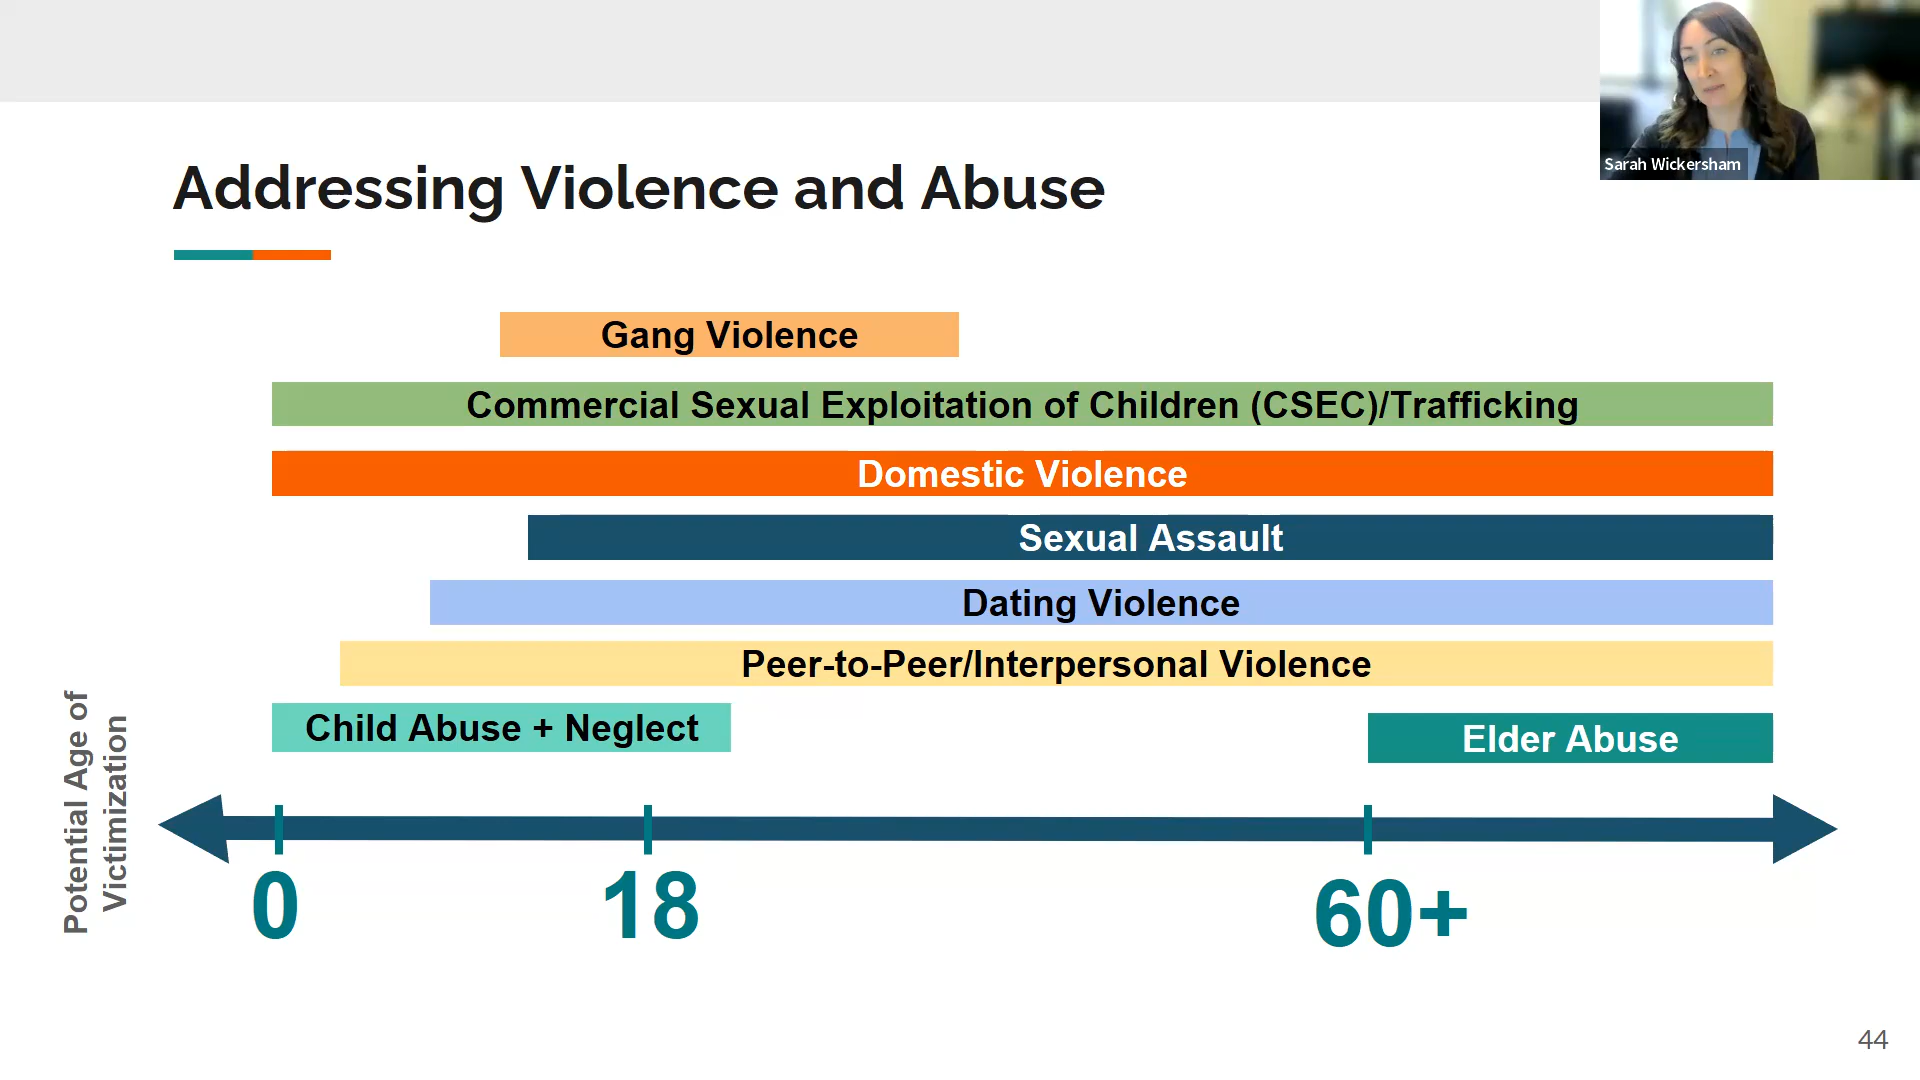 Sarah Wickersham
Addressing Violence and Abuse
Gang Violence
Commercial Sexual Exploitation of Children (CSEC)/Trafficking
Domestic Violence
Sexual Assault
Dating Violence
Peer-to-Peer/Interpersonal Violence
Child Abuse + Neglect
Elder Abuse
Potential Age of
Victimization
0
18
60+
44